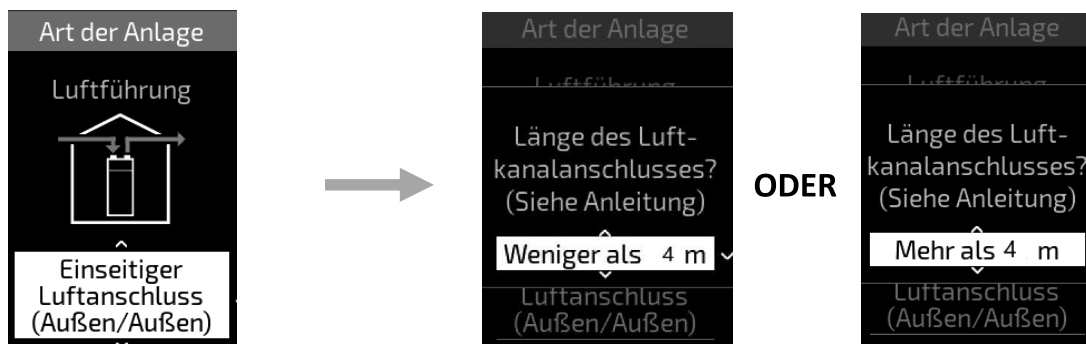 Art der Anlage
Luftführung
Einseitiger
Luftanschluss
(Außen/Außen)
Art der Anlage
Luftführung
Länge des Luft-
kanalanschlusses?
(Siehe Anleitung)
Weniger als 4 m
Luftanschluss
(Außen/Außen)
ODER
Art der Anlage
Luftführung
Länge des Luft-
kanalanschlusses?
(Siehe Anleitung)
Mehr als 4 m
Luftanschluss
(Außen/Außen)